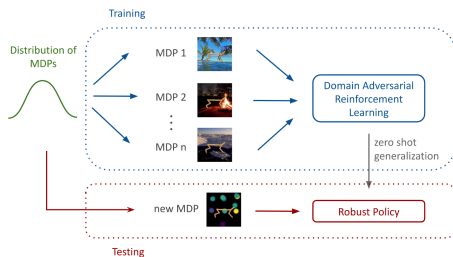 Training
Distribution of
MDPs
MDP 1
MDP 2
⋮
MDP n
Domain Adversarial
Reinforcement
Learning
zero shot
generalization
new MDP
Robust Policy
Testing